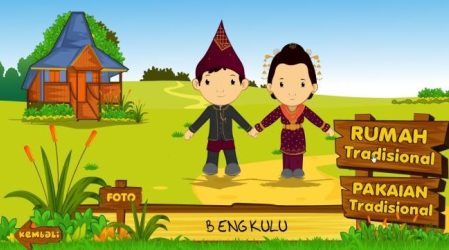 RUMAH
Tradisional
PAKAIAN
Tradisional
FOTO
BENGKULU
Kembali